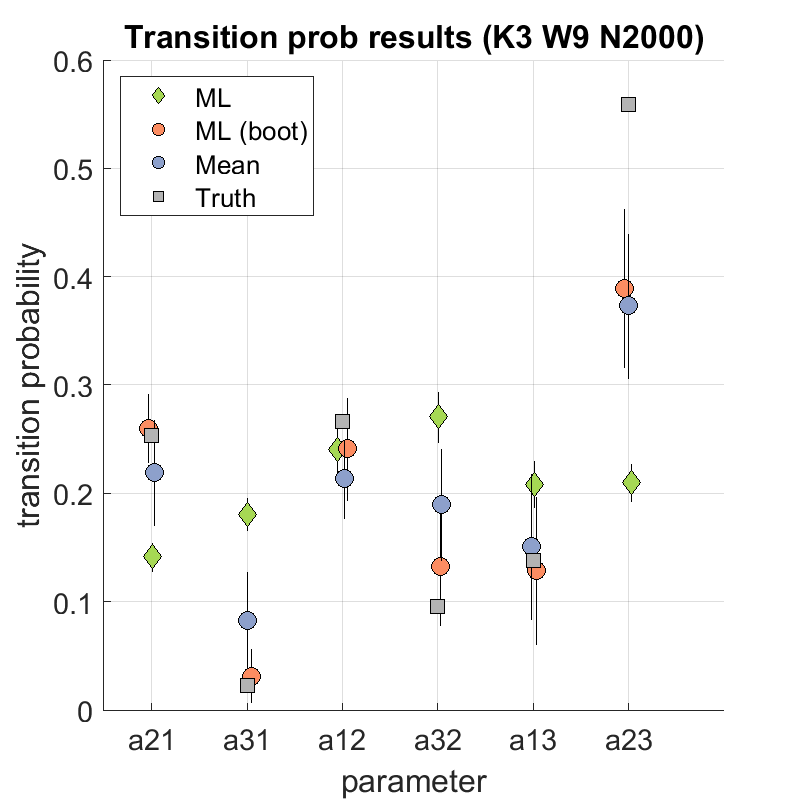 Transition prob results (K3 W9 N2000)
ML
ML (boot)
Mean
Truth
transition probability
0.6
0.5
0.4
0.3
0.2
0.1
0
a21 a31 a12 a32 a13 a23
parameter